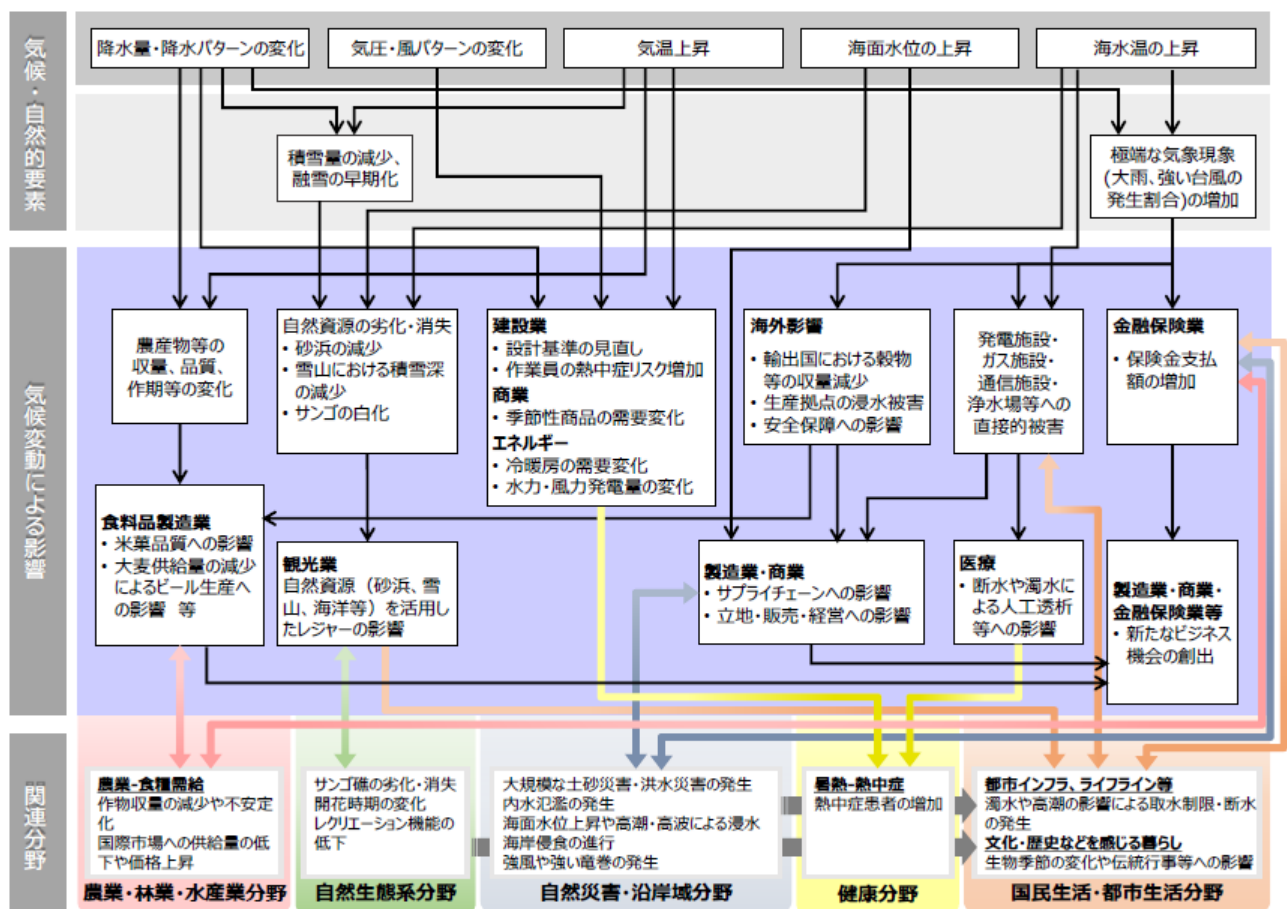 気候・自然的要素
降水量・降水パターンの変化
気圧・風パターンの変化
気温上昇
海面水位の上昇
海水温の上昇
積雪量の減少、
融雪の早期化
極端な気象現象
(大雨、強い台風の
発生割合)の増加
気候変動による影響
農産物等の
収量、品質、
作期等の変化
自然資源の劣化・消失
• 砂浜の減少
• 雪山における積雪深
の減少
• サンゴの白化
建設業
• 設計基準の見直し
• 作業員の熱中症リスク増加
商業
• 季節性商品の需要変化
エネルギー
• 冷暖房の需要変化
• 水力・風力発電量の変化
海外影響
• 輸出国における穀物
等の収量減少
• 生産拠点の浸水被害
• 安全保障への影響
発電施設・
ガス施設・
通信施設・
浄水場等への
直接的被害
金融保険業
• 保険金支払
額の増加
食料品製造業
• 米菓品質への影響
• 大麦供給量の減少
によるビール生産へ
の影響 等
観光業
自然資源（砂浜、雪
山、海洋等）を活用し
たレジャーの影響
製造業・商業
• サプライチェーンへの影響
• 立地・販売・経営への影響
医療
• 断水や濁水に
よる人工透析
等への影響
製造業・商業・
金融保険業等
• 新たなビジネス
機会の創出
関連分野
農業-食糧需給
作物収量の減少や不安定
化
国際市場への供給量の低
下や価格上昇
農業・林業・水産業分野
サンゴ礁の劣化・消失
開花時期の変化
レクリエーション機能の
低下
自然生態系分野
大規模な土砂災害・洪水災害の発生
内水氾濫の発生
海面水位上昇や高潮・高波による浸水
海岸侵食の進行
強風や強い竜巻の発生
自然災害・沿岸域分野
暑熱-熱中症
熱中症患者の増加
健康分野
都市インフラ、ライフライン等
濁水や高潮の影響による取水制限・断水
の発生
文化・歴史などを感じる暮らし
生物季節の変化や伝統行事等への影響
国民生活・都市生活分野